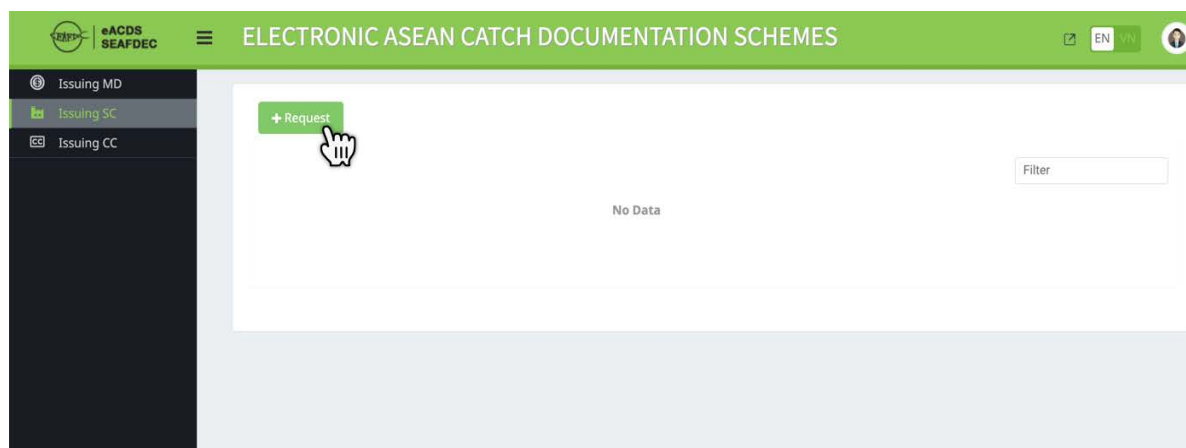 eACDS
SEAFDEC
ELECTRONIC ASEAN CATCH DOCUMENTATION SCHEMES
EN VN
Issuing MD
Issuing SC
CC Issuing CC
+ Request
Filter
No Data